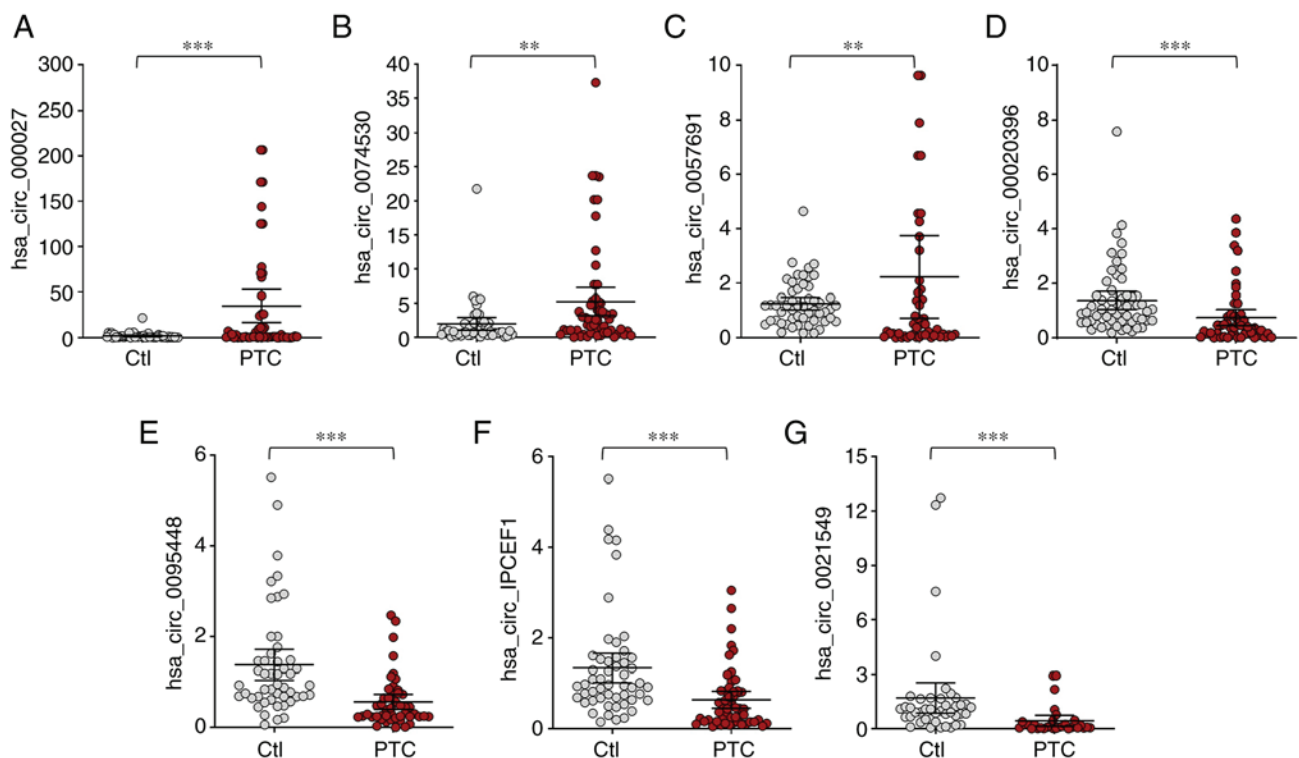 A
***
hsa_circ_000027
300
250
200
150
100
50
0
Ctl PTC
B
**
hsa_circ_0074530
40
35
30
25
20
15
10
5
0
Ctl PTC
C
**
hsa_circ_0057691
10
8
6
4
2
0
Ctl PTC
D
***
hsa_circ_00020396
10
8
6
4
2
0
Ctl PTC
E
***
hsa_circ_0095448
6
4
2
0
Ctl PTC
F
***
hsa_circ_IPCEF1
6
4
2
0
Ctl PTC
G
***
hsa_circ_0021549
15
12
9
6
3
0
Ctl PTC